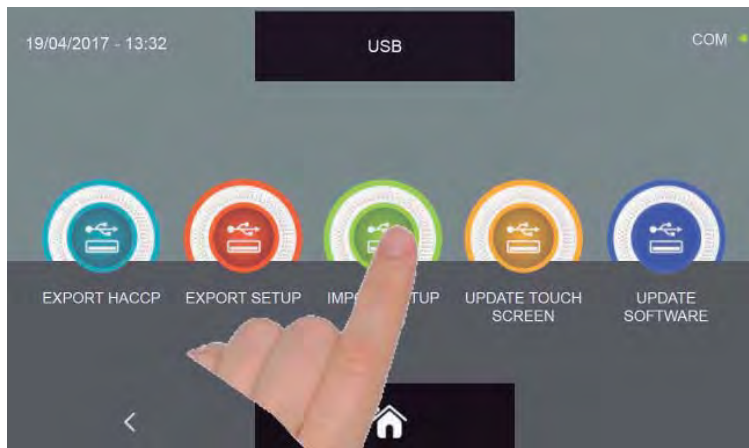 19/04/2017 - 13:32
USB
COM
EXPORT HACCP
EXPORT SETUP
UPDATE TOUCH
SCREEN
UPDATE
SOFTWARE